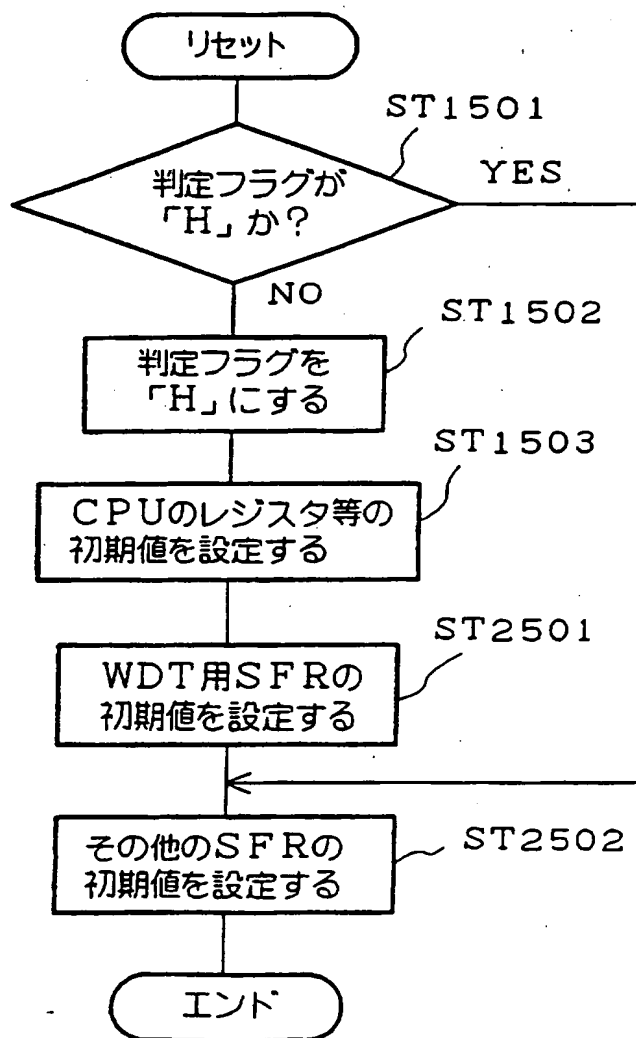 リセット
ST1501
判定フラグが
「H」か？
YES
NO
ST1502
判定フラグを
「H」にする
ST1503
CPUのレジスタ等の
初期値を設定する
ST2501
WDT用SFRの
初期値を設定する
その他のSFRの
初期値を設定する
ST2502
エンド